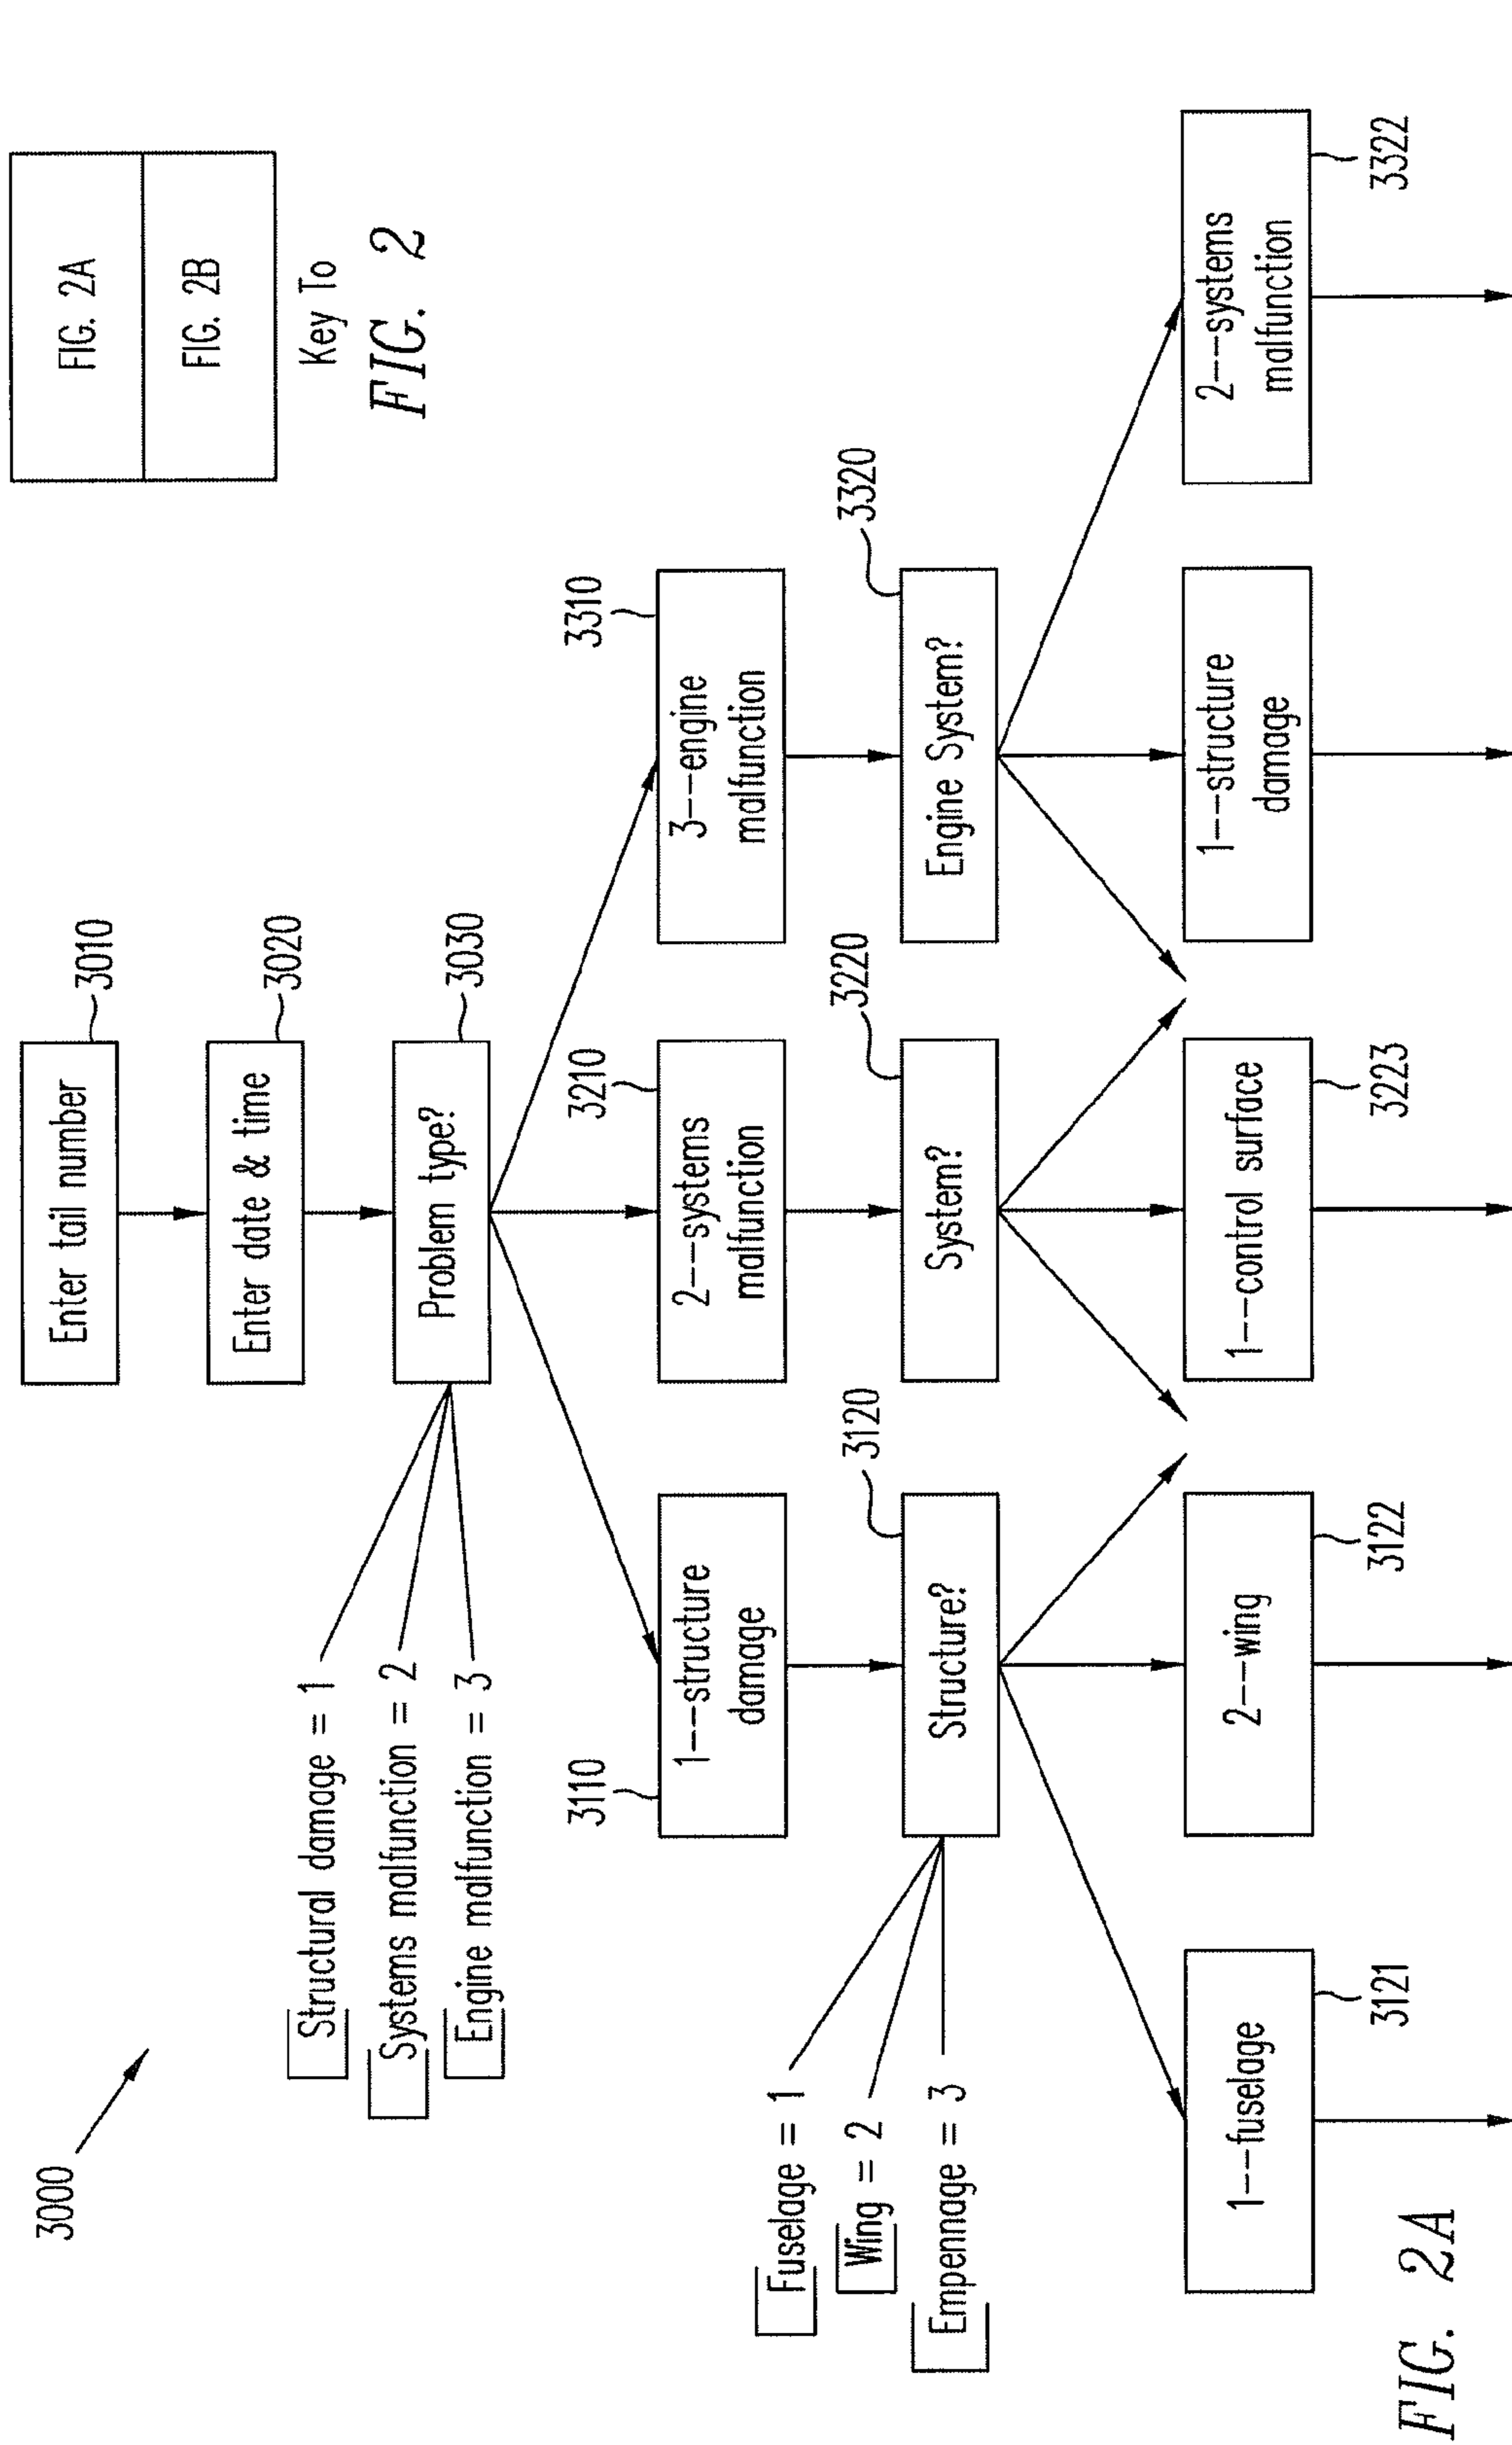 3000
Enter tail number
3010
Enter date & time
3020
Problem type?
3030
Structural damage = 1
Systems malfunction = 2
Engine malfunction = 3
3110
1--structure
damage
3210
2--systems
malfunction
3310
3--engine
malfunction
Fuselage = 1
Wing = 2
Empennage = 3
Structure?
3120
System?
3220
Engine System?
3320
1--fuselage
3121
2--wing
3122
1--control surface
3223
1--structure
damage
2--systems
malfunction
3322
FIG. 2A
FIG. 2A
FIG. 2B
Key To
FIG. 2